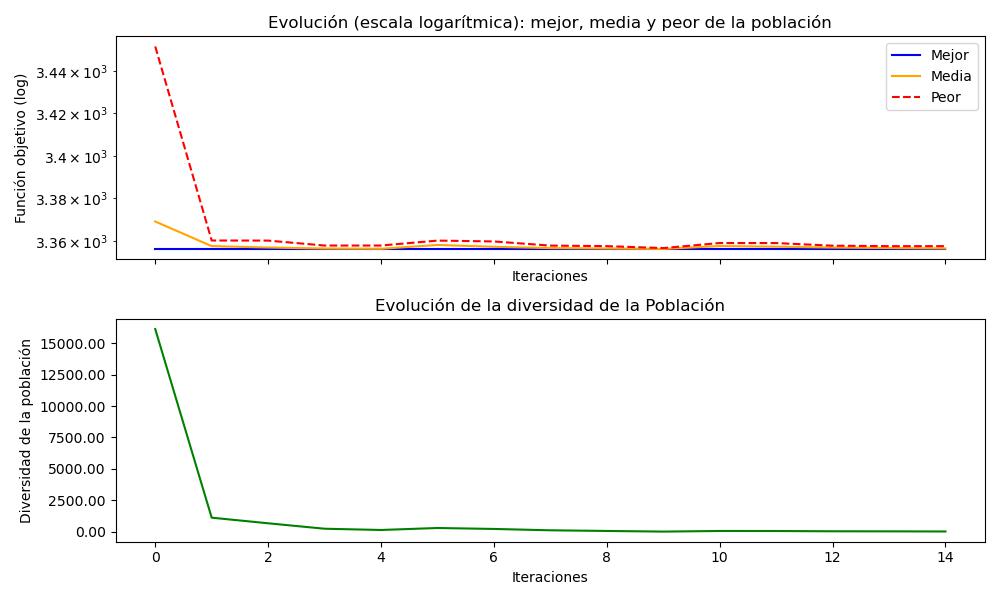 Evolución (escala logarítmica): mejor, media y peor de la población
Función objetivo (log)
3.44 × 10³
3.42 × 10³
3.4 × 10³
3.38 × 10³
3.36 × 10³
Mejor
Media
Peor
Iteraciones
Evolución de la diversidad de la Población
Diversidad de la población
15000.00
12500.00
10000.00
7500.00
5000.00
2500.00
0.00
0 2 4 6 8 10 12 14
Iteraciones